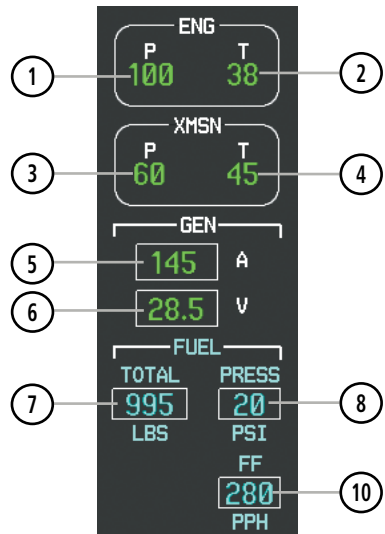 ENG
P T
1 100 38 2
XMSN
P T
3 60 45 4
GEN
5 145 A
6 28.5 V
FUEL
TOTAL PRESS
7 995 20 8
LBS PSI
FF
280 10
PPH